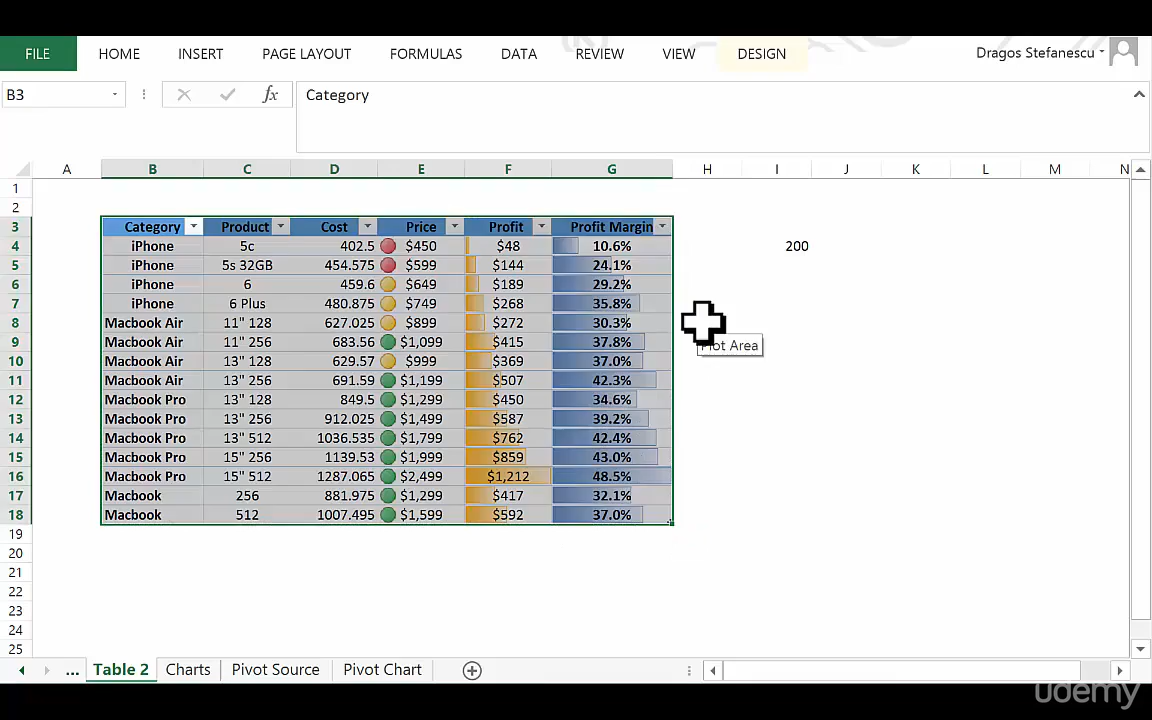 FILE HOME INSERT PAGE LAYOUT FORMULAS DATA REVIEW VIEW DESIGN Dragos Stefanescu
B3 fx Category
A B C D E F G H I J K L M N
1
2
3 Category Product Cost Price Profit Profit Margin
4 iPhone 5c 402.5 $450 $48 10.6% 200
5 iPhone 5s 32GB 454.575 $599 $144 24.1%
6 iPhone 6 459.6 $649 $189 29.2%
7 iPhone 6 Plus 480.875 $749 $268 35.8%
8 Macbook Air 11" 128 627.025 $899 $272 30.3%
9 Macbook Air 11" 256 683.56 $1,099 $415 37.8%
Plot Area
10 Macbook Air 13" 128 629.57 $999 $369 37.0%
11 Macbook Air 13" 256 691.59 $1,199 $507 42.3%
12 Macbook Pro 13" 128 849.5 $1,299 $450 34.6%
13 Macbook Pro 13" 256 912.025 $1,499 $587 39.2%
14 Macbook Pro 13" 512 1036.535 $1,799 $762 42.4%
15 Macbook Pro 15" 256 1139.53 $1,999 $859 43.0%
16 Macbook Pro 15" 512 1287.065 $2,499 $1,212 48.5%
17 Macbook 256 881.975 $1,299 $417 32.1%
18 Macbook 512 1007.495 $1,599 $592 37.0%
19
20
21
22
23
24
25
... Table 2 Charts Pivot Source Pivot Chart
udemy